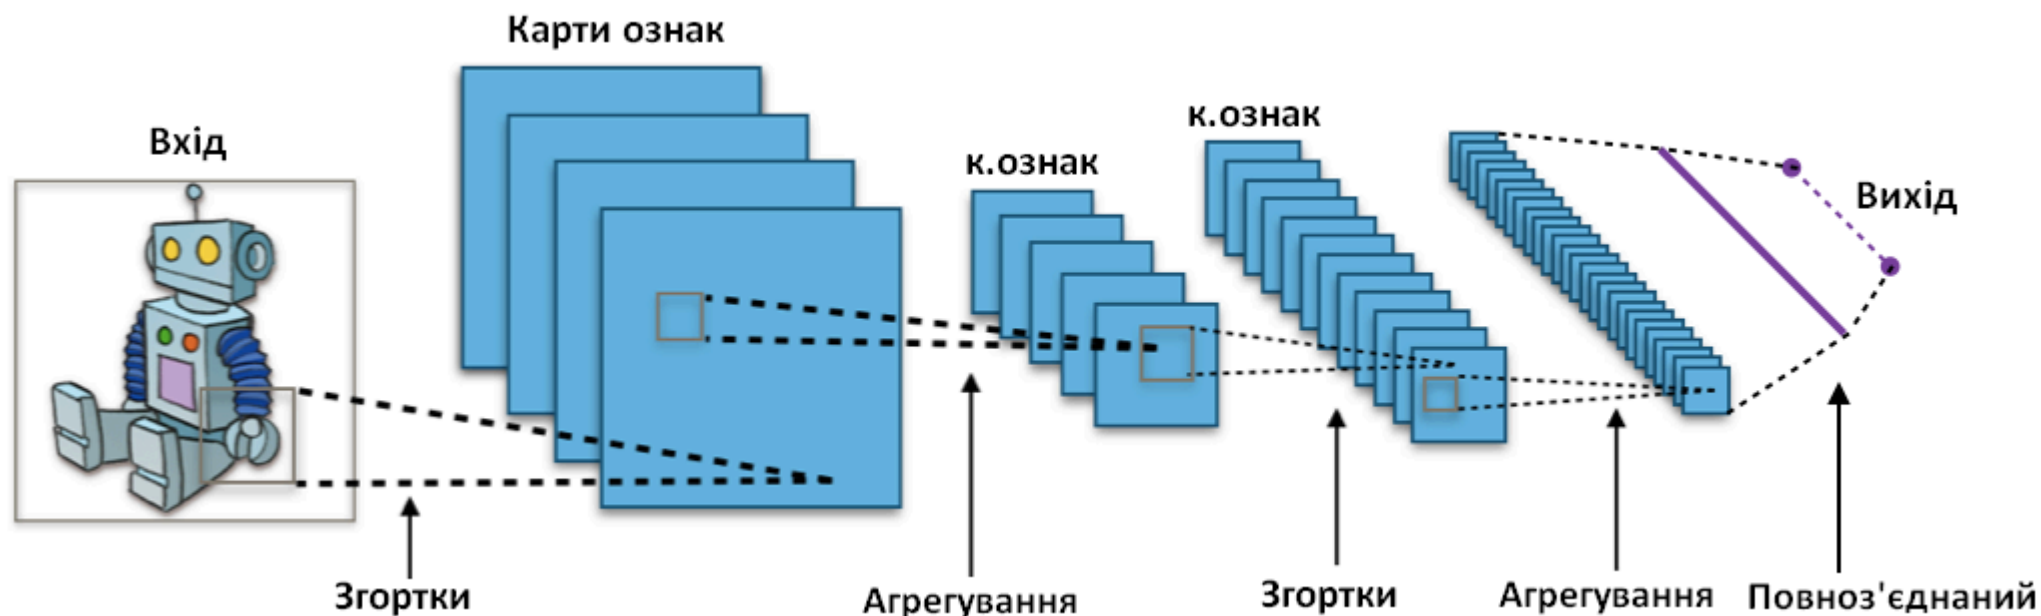 Карти ознак
Вхід
к.ознак
к.ознак
Вихід
Згортки
Агрегування
Згортки
Агрегування
Повноз'єднаний